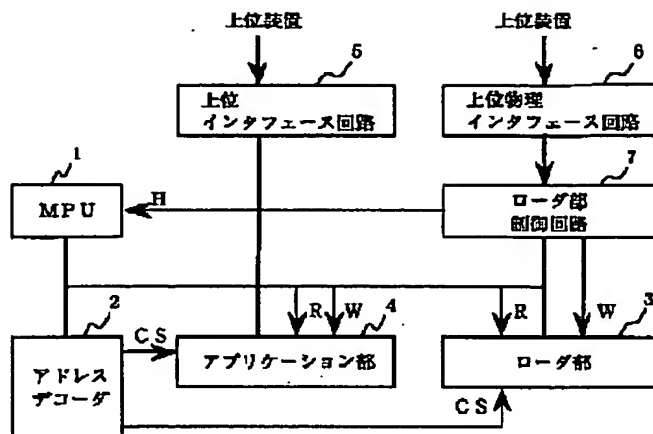 上位装置
上位装置
5
6
上位
インタフェース回路
上位物理
インタフェース回路
1
7
MPU
H
ローダ部
制御回路
2
R
W
4
R
W
3
CS
アドレス
デコーダ
アプリケーション部
ローダ部
CS